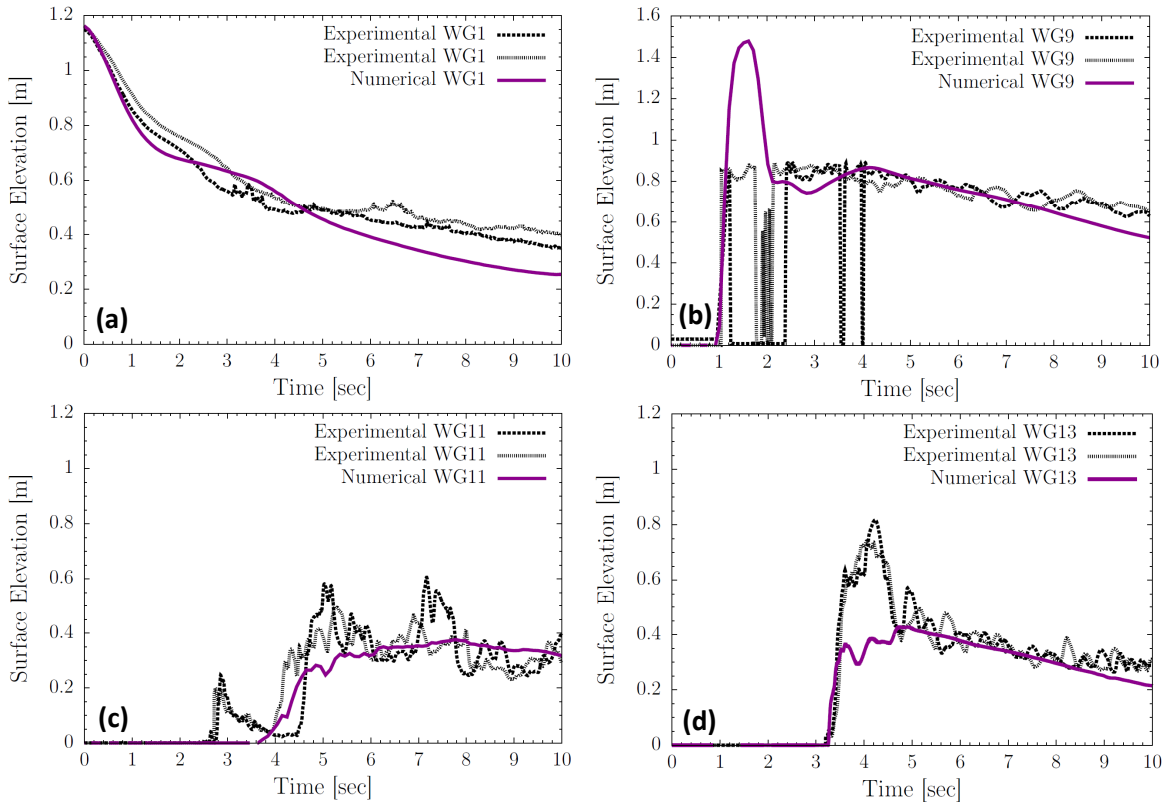 1.2
1
0.8
0.6
0.4
0.2
0
Surface Elevation [m]
Experimental WG1
Experimental WG1
Numerical WG1
(a)
0 1 2 3 4 5 6 7 8 9 10
Time [sec]
1.6
1.4
1.2
1
0.8
0.6
0.4
0.2
0
Surface Elevation [m]
Experimental WG9
Experimental WG9
Numerical WG9
(b)
0 1 2 3 4 5 6 7 8 9 10
Time [sec]
1.2
1
0.8
0.6
0.4
0.2
0
Surface Elevation [m]
Experimental WG11
Experimental WG11
Numerical WG11
(c)
0 1 2 3 4 5 6 7 8 9 10
Time [sec]
1.2
1
0.8
0.6
0.4
0.2
0
Surface Elevation [m]
Experimental WG13
Experimental WG13
Numerical WG13
(d)
0 1 2 3 4 5 6 7 8 9 10
Time [sec]